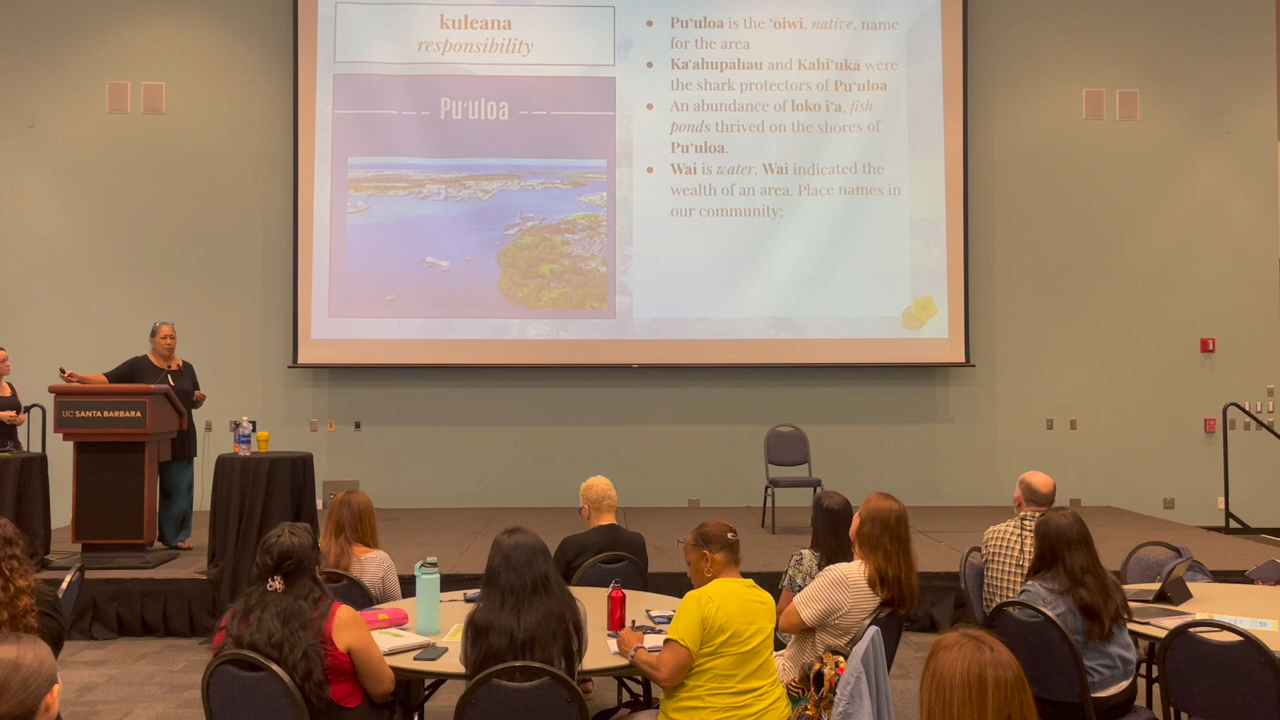 kuleana
responsibility
Puʻuloa
● Puʻuloa is the ʻōiwi, native, name
for the area
● Kaʻahupahau and Kahiʻuka were
the shark protectors of Puʻuloa
● An abundance of loko iʻa, fish
ponds thrived on the shores of
Puʻuloa.
● Wai is water. Wai indicated the
wealth of an area. Place names in
our community:
UC SANTA BARBARA